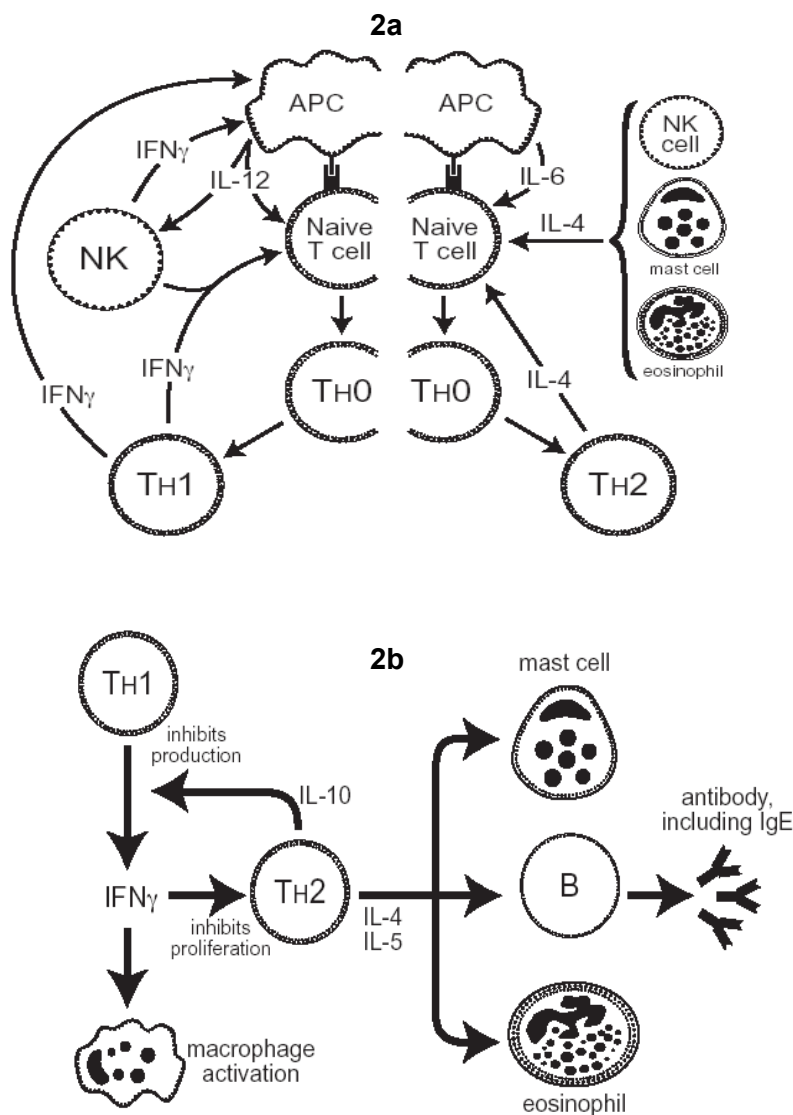 2a
APC
APC
NK
cell
IFNγ
IL-12
IL-6
Naive
T cell
Naive
T cell
IL-4
NK
mast cell
IFNγ
IFNγ
TH0
TH0
IL-4
eosinophil
TH1
TH2
2b
mast cell
TH1
inhibits
production
IL-10
antibody,
including IgE
IFNγ
TH2
B
inhibits
proliferation
IL-4
IL-5
macrophage
activation
eosinophil